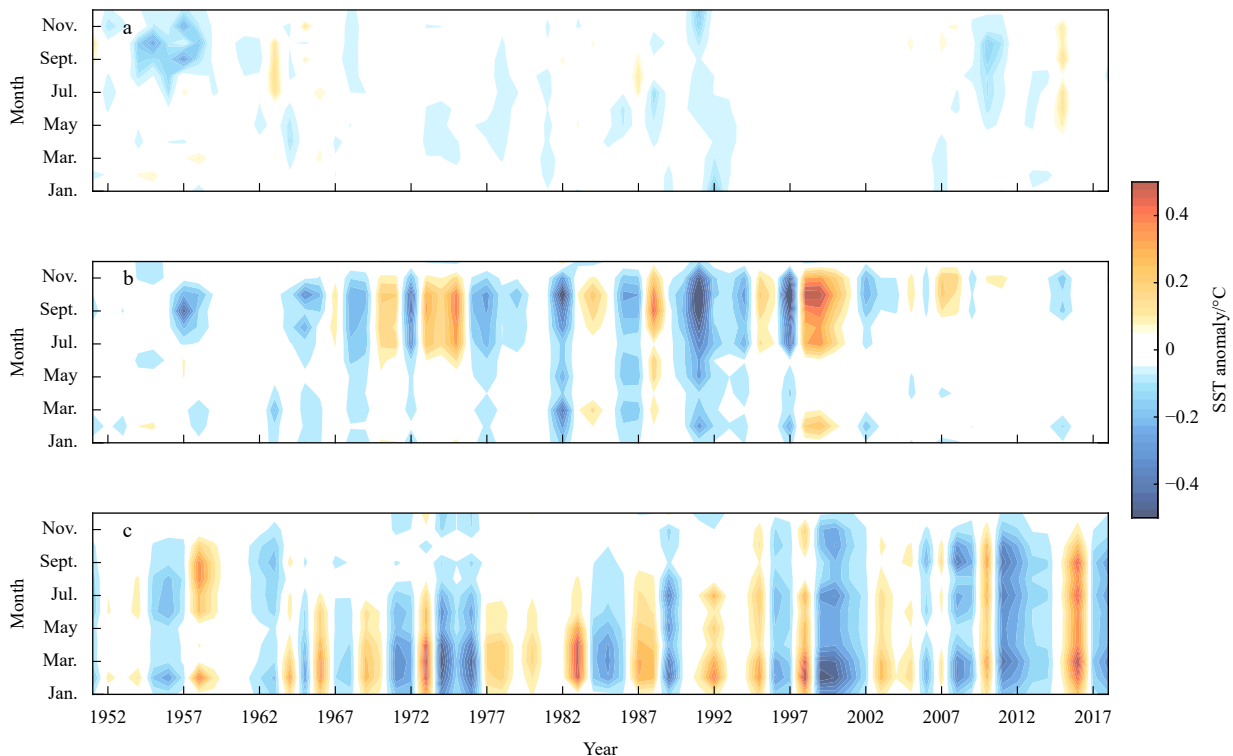 a
Nov.
Sept.
Jul.
May
Mar.
Jan.
Month
b
Nov.
Sept.
Jul.
May
Mar.
Jan.
Month
c
Nov.
Sept.
Jul.
May
Mar.
Jan.
Month
1952 1957 1962 1967 1972 1977 1982 1987 1992 1997 2002 2007 2012 2017
Year
0.4
0.2
0
−0.2
−0.4
SST anomaly/°C